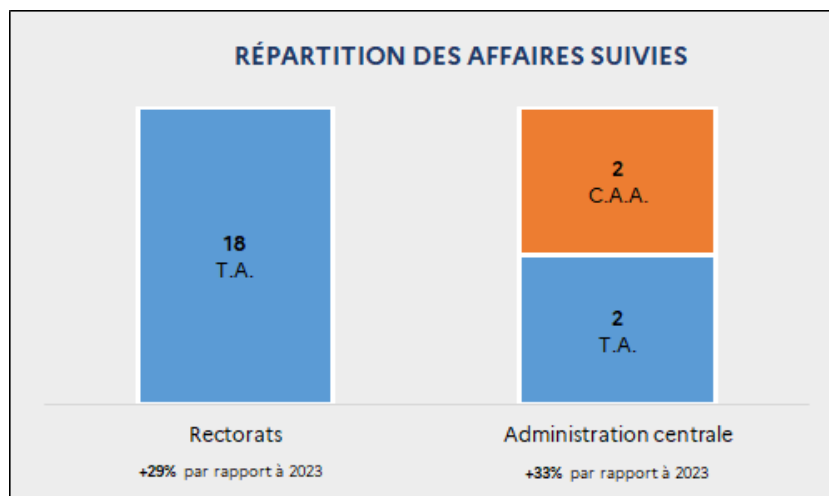 RÉPARTITION DES AFFAIRES SUIVIES
18
T.A.
2
C.A.A.
2
T.A.
Rectorats
+29% par rapport à 2023
Administration centrale
+33% par rapport à 2023